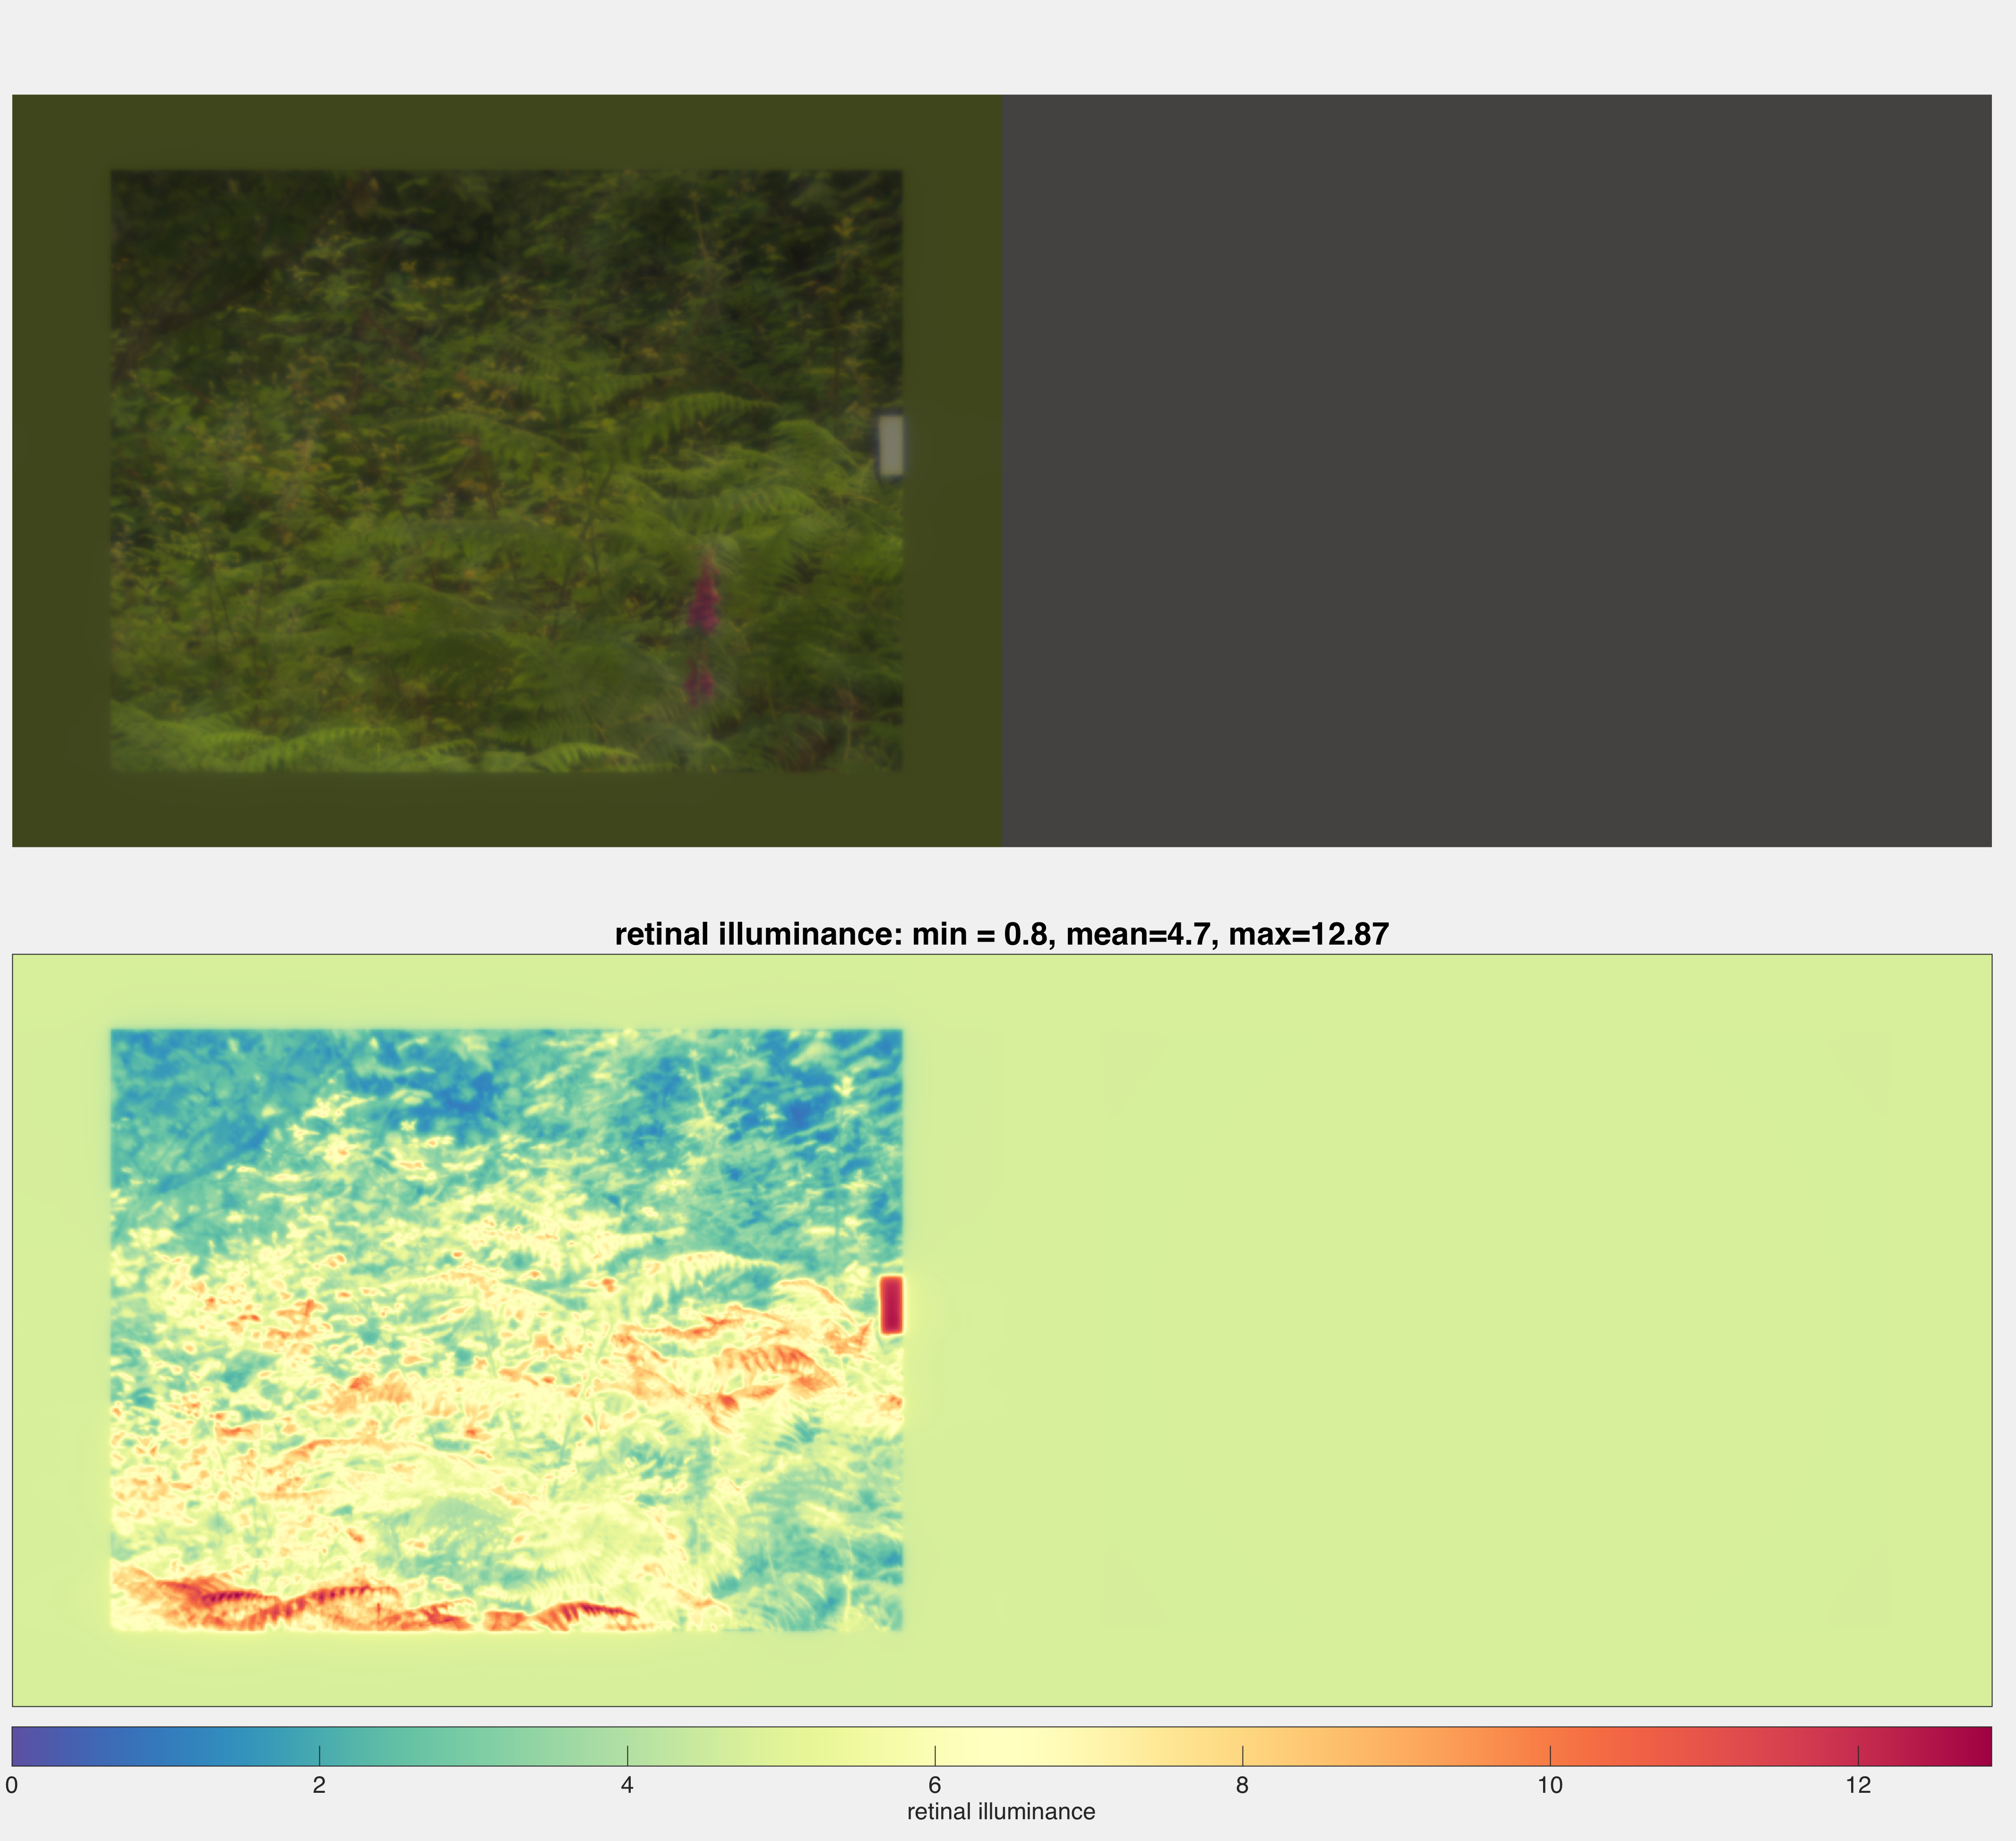 retinal illuminance: min = 0.8, mean=4.7, max=12.87
0 2 4 6 8 10 12
retinal illuminance